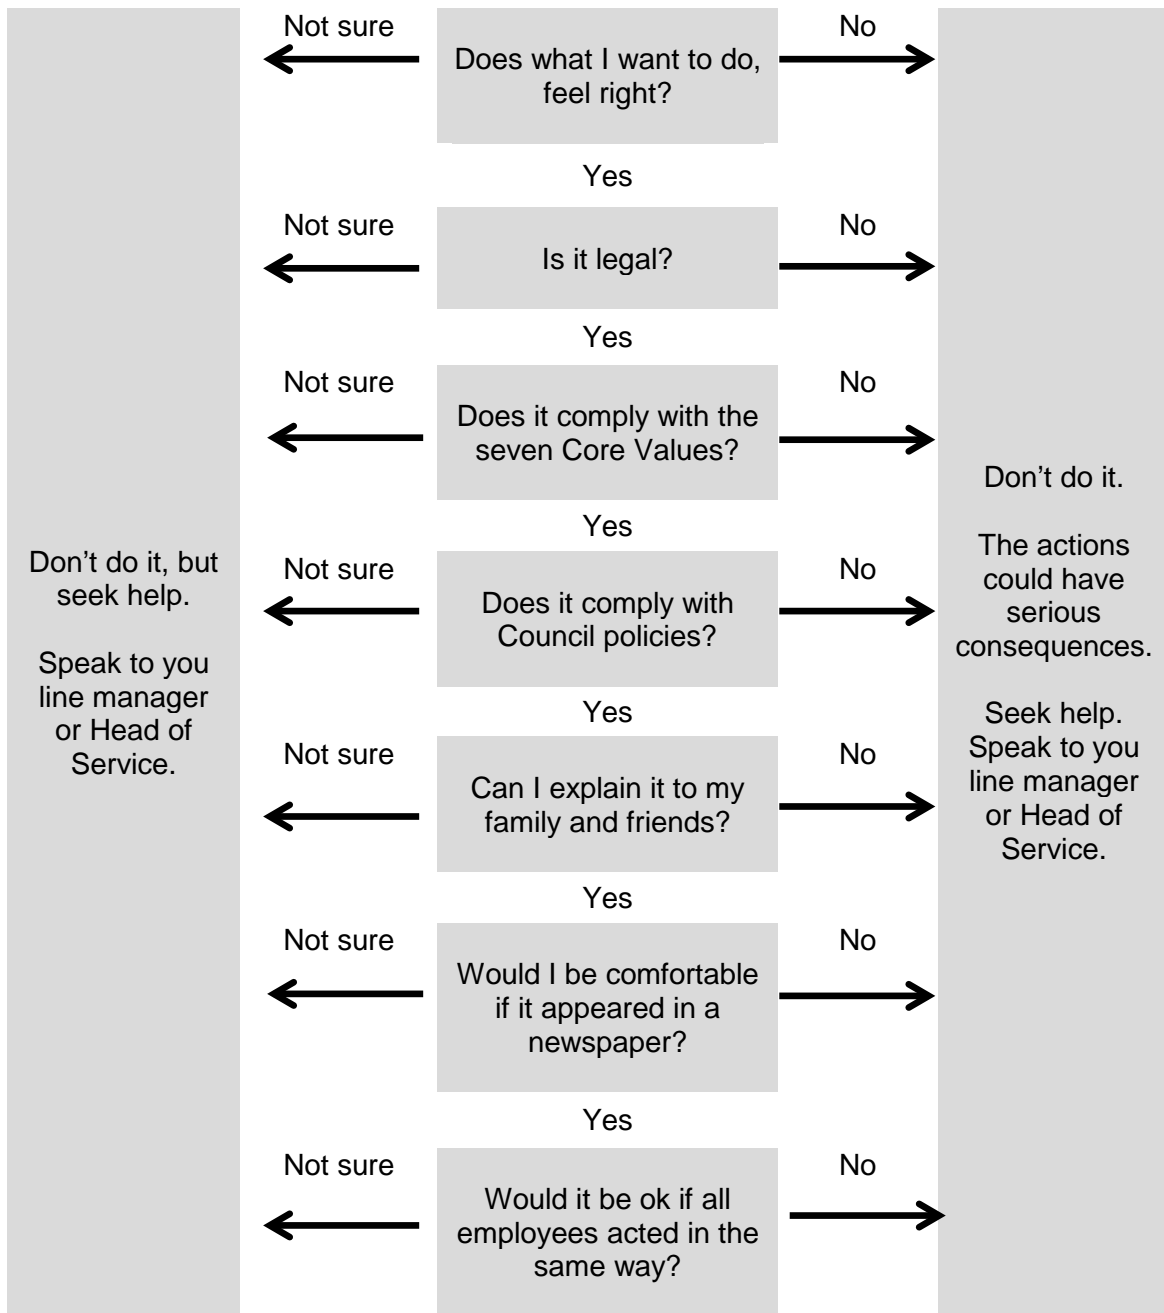 Not sure
No
Does what I want to do,
feel right?
Yes
Not sure
No
Is it legal?
Yes
Not sure
No
Does it comply with the
seven Core Values?
Yes
Not sure
No
Does it comply with
Council policies?
Yes
Not sure
No
Can I explain it to my
family and friends?
Yes
Not sure
No
Would I be comfortable
if it appeared in a
newspaper?
Yes
Not sure
No
Would it be ok if all
employees acted in the
same way?
Don’t do it, but
seek help.
Speak to you
line manager
or Head of
Service.
Don’t do it.
The actions
could have
serious
consequences.
Seek help.
Speak to you
line manager
or Head of
Service.